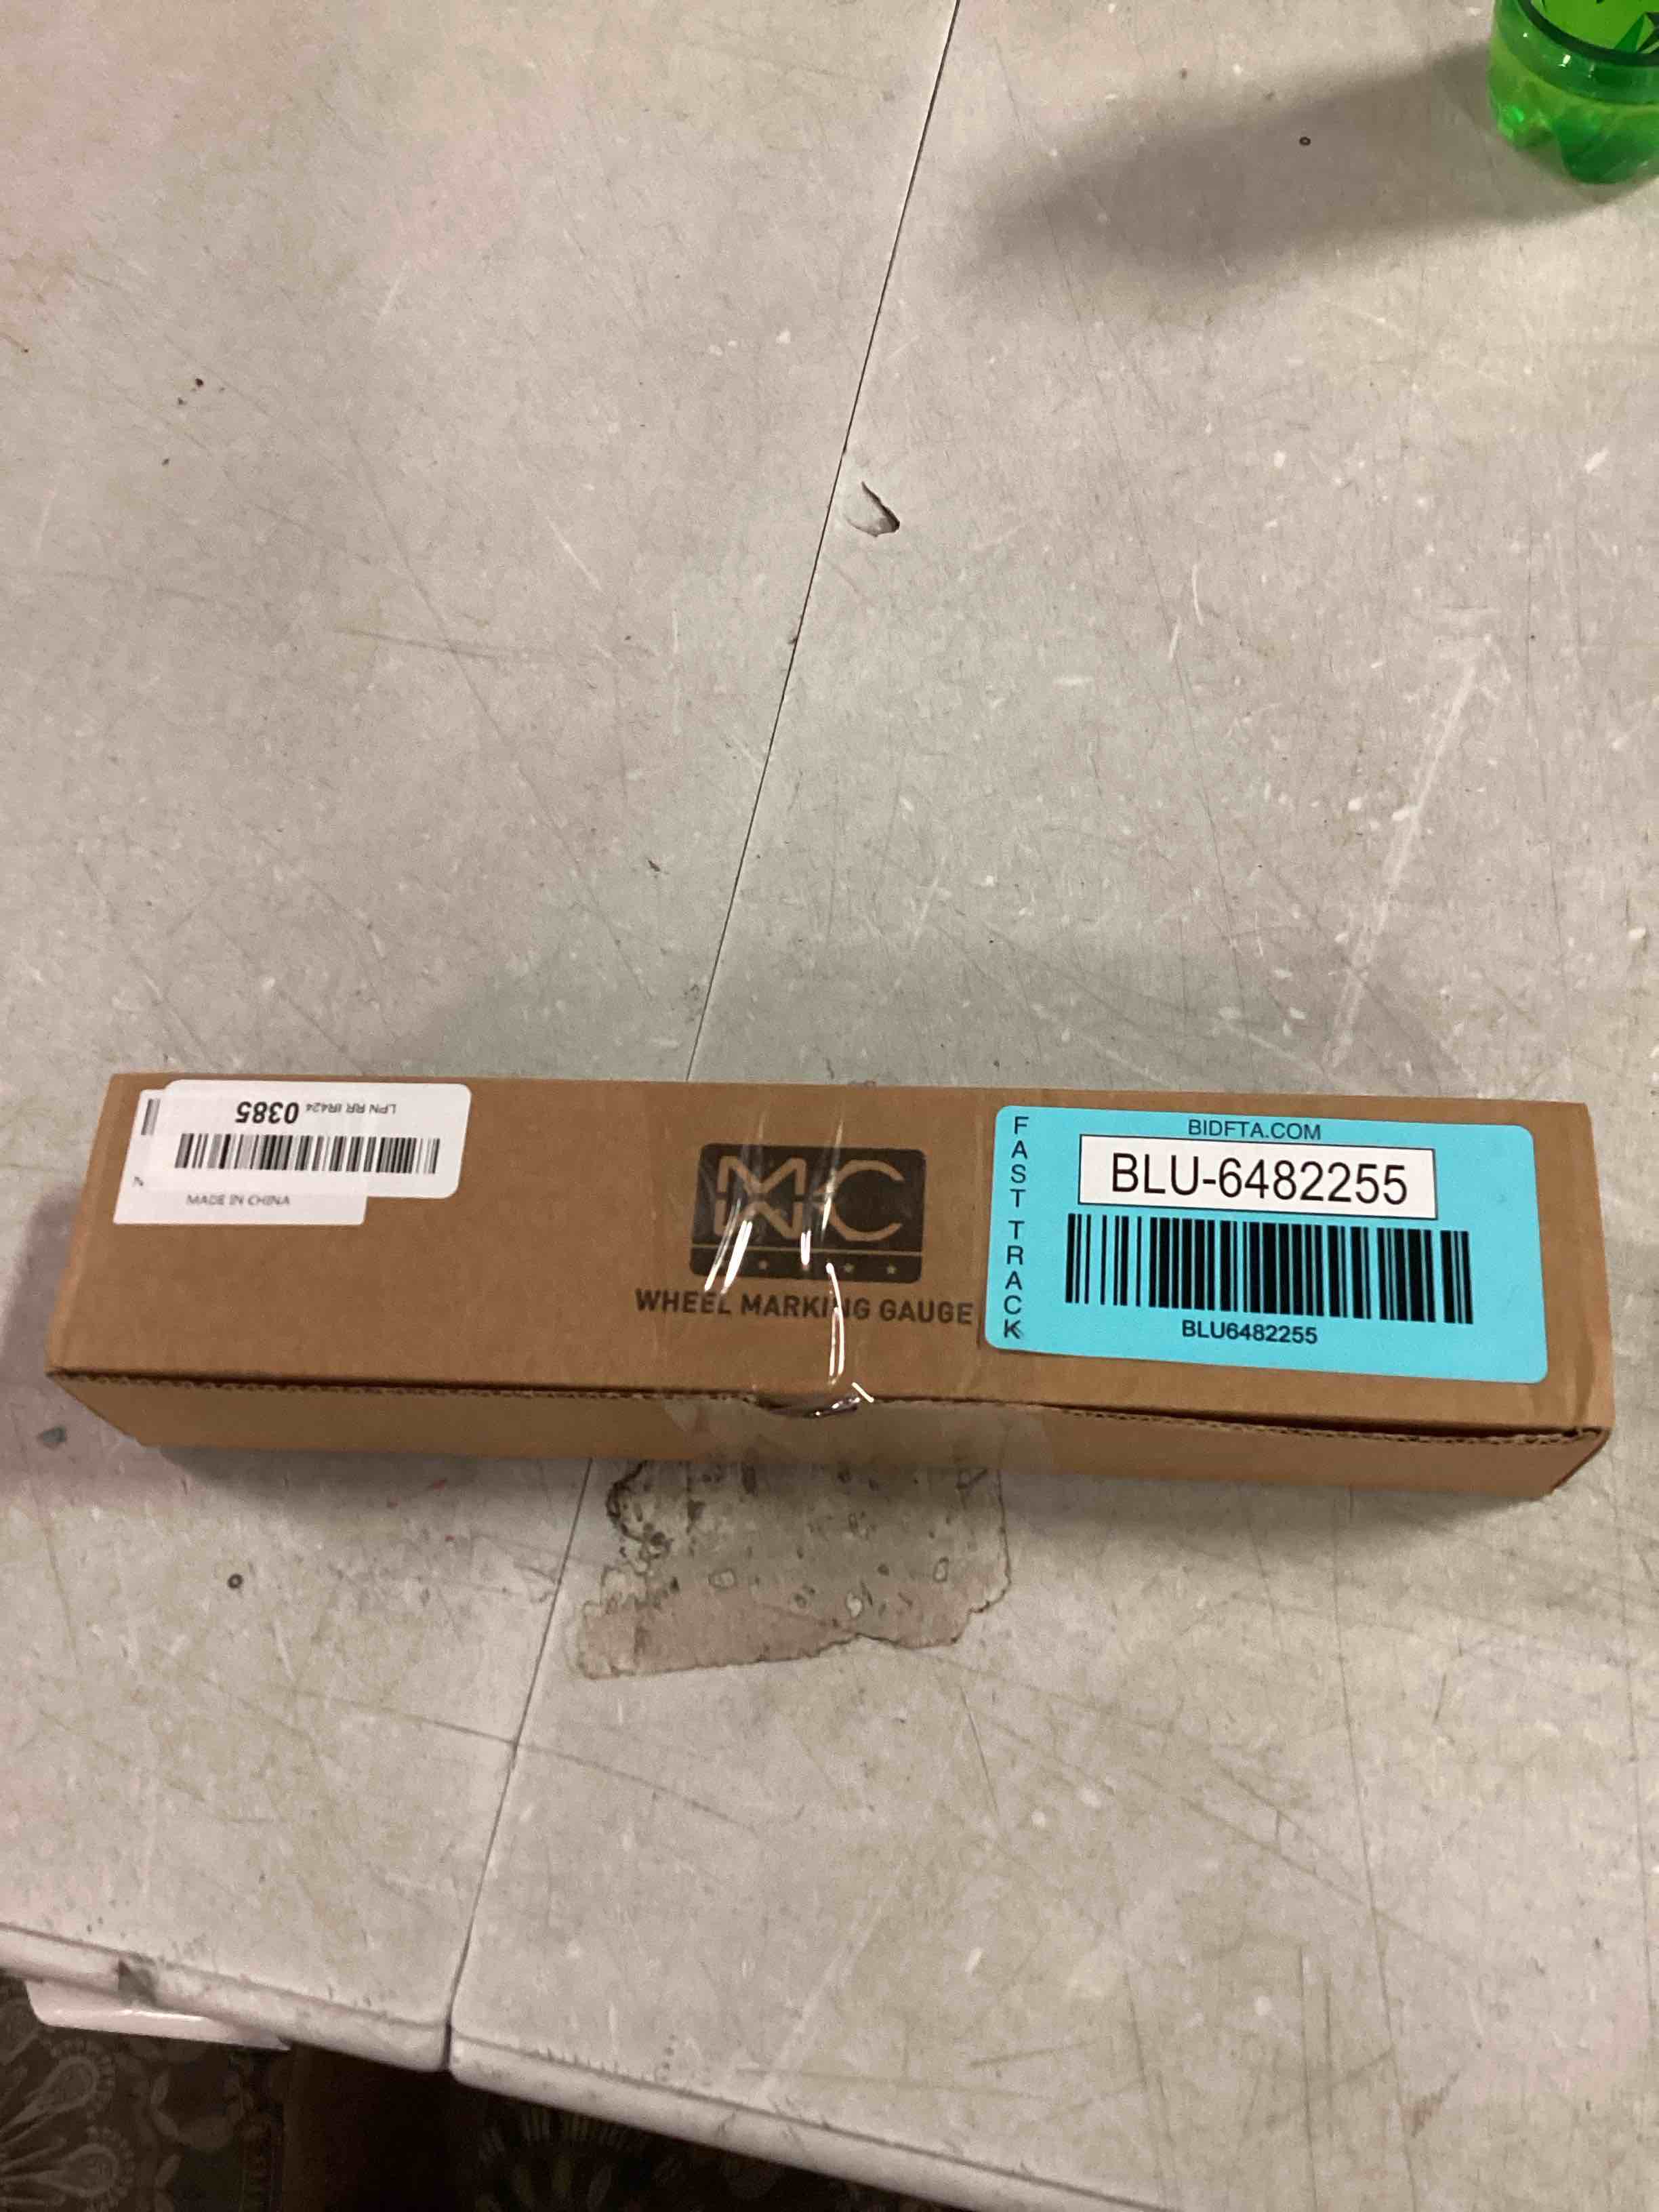 LPN RR IR424 0385
N
MADE IN CHINA
MC
WHEEL MARKING GAUGE
FAST TRACK
BIDFTA.COM
BLU-6482255
BLU6482255